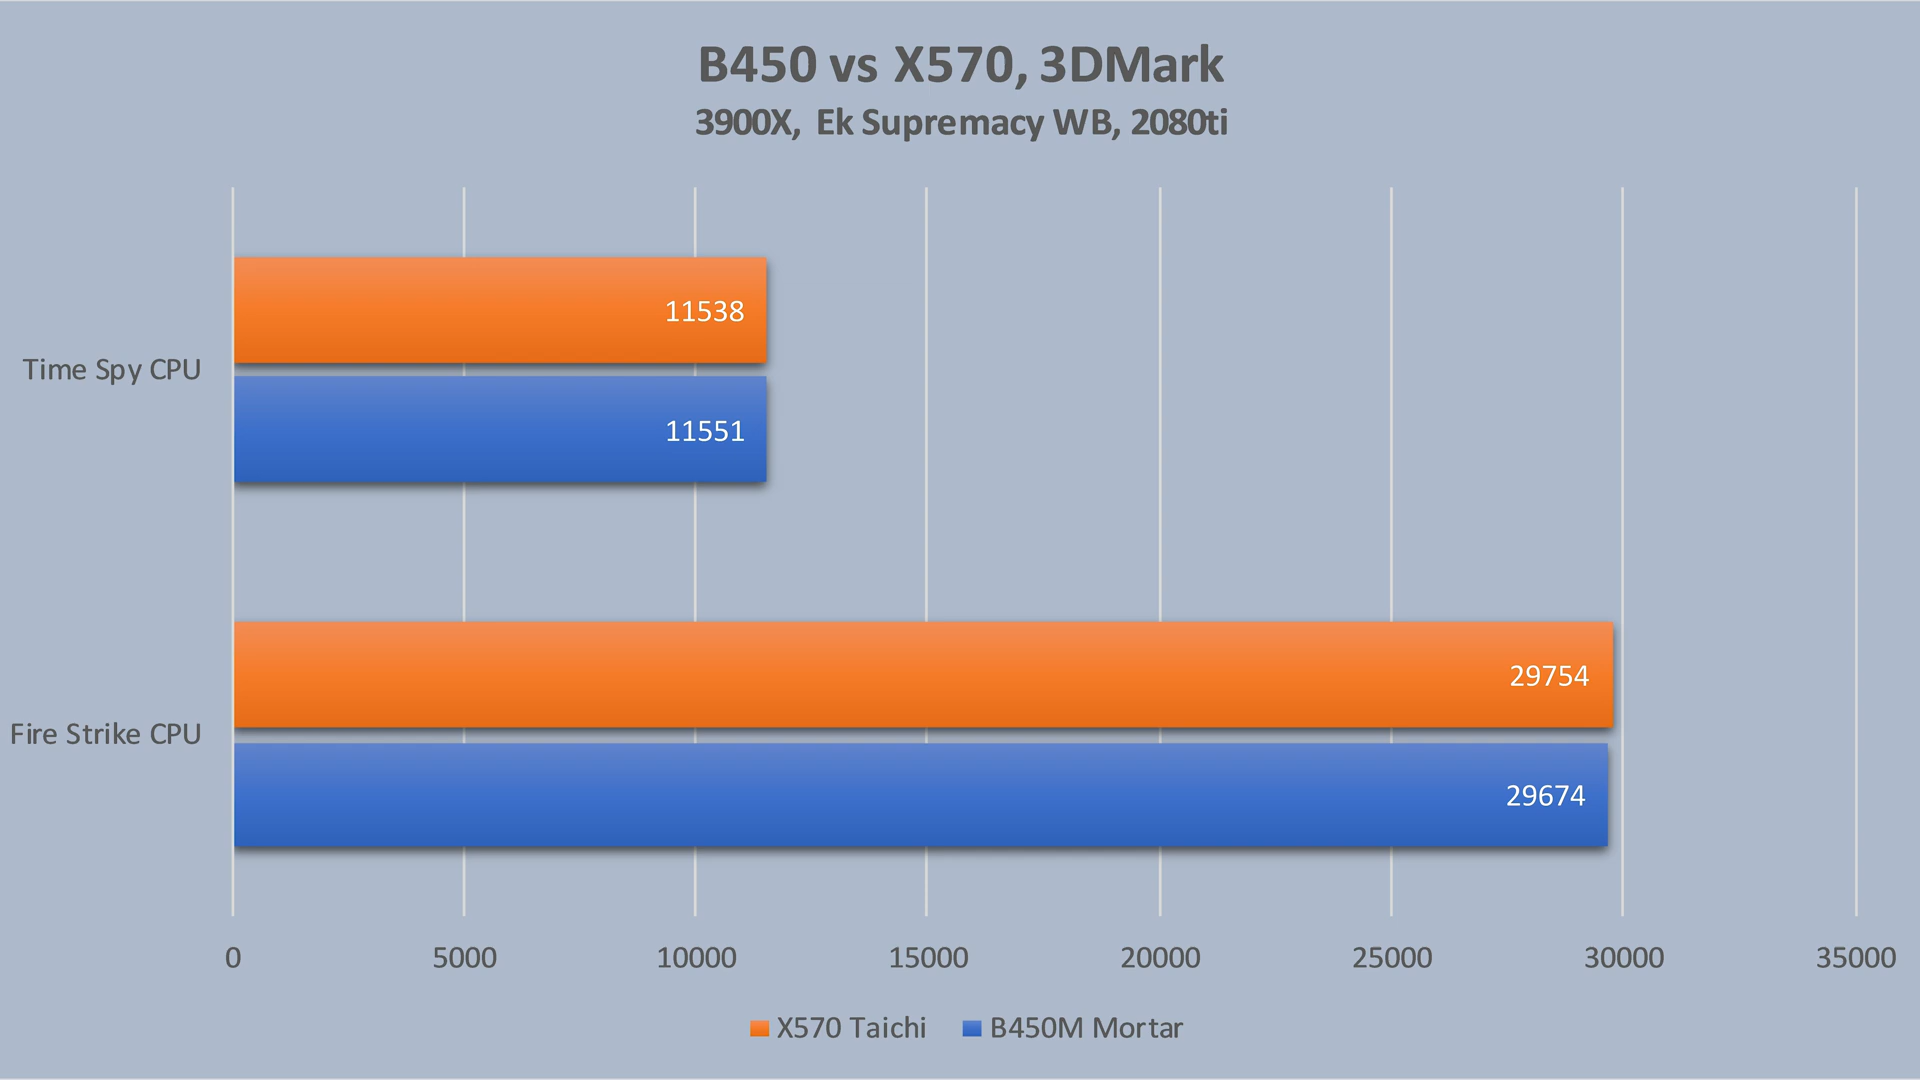 B450 vs X570, 3DMark
3900X, Ek Supremacy WB, 2080ti
Time Spy CPU
11538
11551
Fire Strike CPU
29754
29674
0 5000 10000 15000 20000 25000 30000 35000
X570 Taichi B450M Mortar